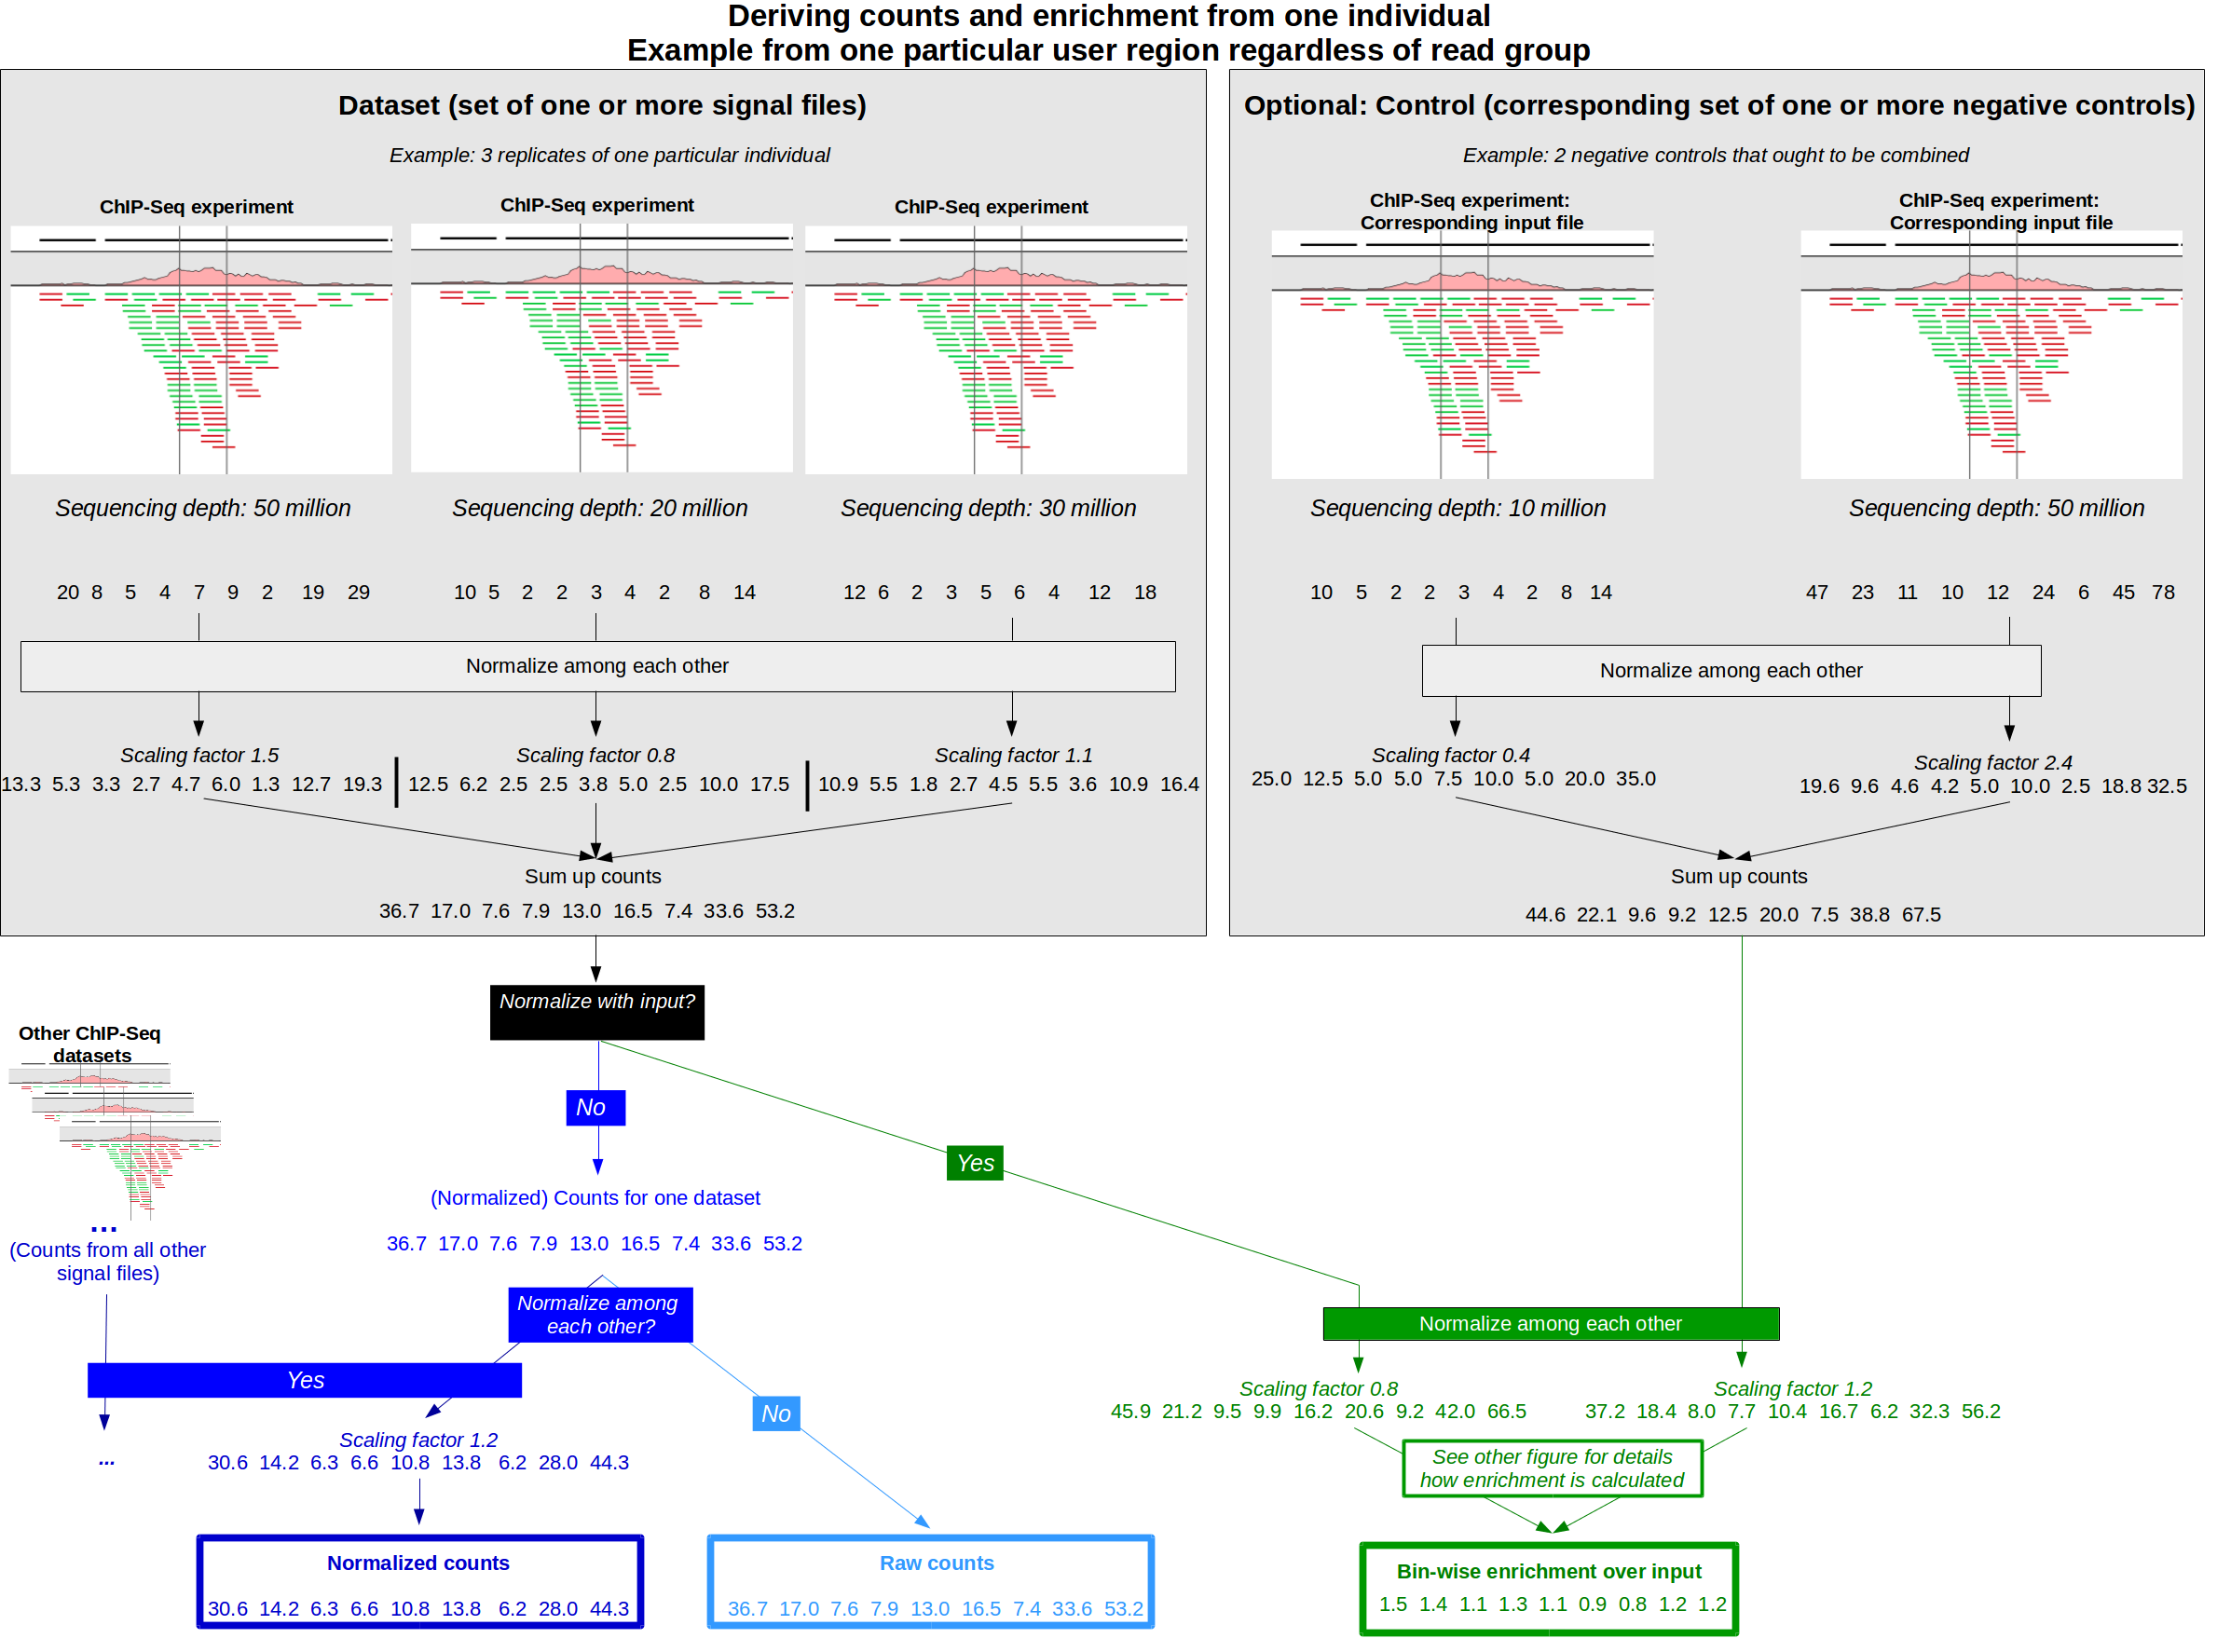 Deriving counts and enrichment from one individual
Example from one particular user region regardless of read group
Dataset (set of one or more signal files)
Example: 3 replicates of one particular individual
ChIP-Seq experiment
ChIP-Seq experiment
ChIP-Seq experiment
Sequencing depth: 50 million
Sequencing depth: 20 million
Sequencing depth: 30 million
20 8 5 4 7 9 2 19 29
10 5 2 2 3 4 2 8 14
12 6 2 3 5 6 4 12 18
Normalize among each other
Scaling factor 1.5
Scaling factor 0.8
Scaling factor 1.1
13.3 5.3 3.3 2.7 4.7 6.0 1.3 12.7 19.3
12.5 6.2 2.5 2.5 3.8 5.0 2.5 10.0 17.5
10.9 5.5 1.8 2.7 4.5 5.5 3.6 10.9 16.4
Sum up counts
36.7 17.0 7.6 7.9 13.0 16.5 7.4 33.6 53.2
Optional: Control (corresponding set of one or more negative controls)
Example: 2 negative controls that ought to be combined
ChIP-Seq experiment:
Corresponding input file
ChIP-Seq experiment:
Corresponding input file
Sequencing depth: 10 million
Sequencing depth: 50 million
10 5 2 2 3 4 2 8 14
47 23 11 10 12 24 6 45 78
Normalize among each other
Scaling factor 0.4
25.0 12.5 5.0 5.0 7.5 10.0 5.0 20.0 35.0
Scaling factor 2.4
19.6 9.6 4.6 4.2 5.0 10.0 2.5 18.8 32.5
Sum up counts
44.6 22.1 9.6 9.2 12.5 20.0 7.5 38.8 67.5
Normalize with input?
Other ChIP-Seq
datasets
...
(Counts from all other
signal files)
No
Yes
(Normalized) Counts for one dataset
36.7 17.0 7.6 7.9 13.0 16.5 7.4 33.6 53.2
Normalize among
each other?
Yes
No
...
Scaling factor 1.2
30.6 14.2 6.3 6.6 10.8 13.8 6.2 28.0 44.3
Normalized counts
30.6 14.2 6.3 6.6 10.8 13.8 6.2 28.0 44.3
Raw counts
36.7 17.0 7.6 7.9 13.0 16.5 7.4 33.6 53.2
Normalize among each other
Scaling factor 0.8
45.9 21.2 9.5 9.9 16.2 20.6 9.2 42.0 66.5
Scaling factor 1.2
37.2 18.4 8.0 7.7 10.4 16.7 6.2 32.3 56.2
See other figure for details
how enrichment is calculated
Bin-wise enrichment over input
1.5 1.4 1.1 1.3 1.1 0.9 0.8 1.2 1.2